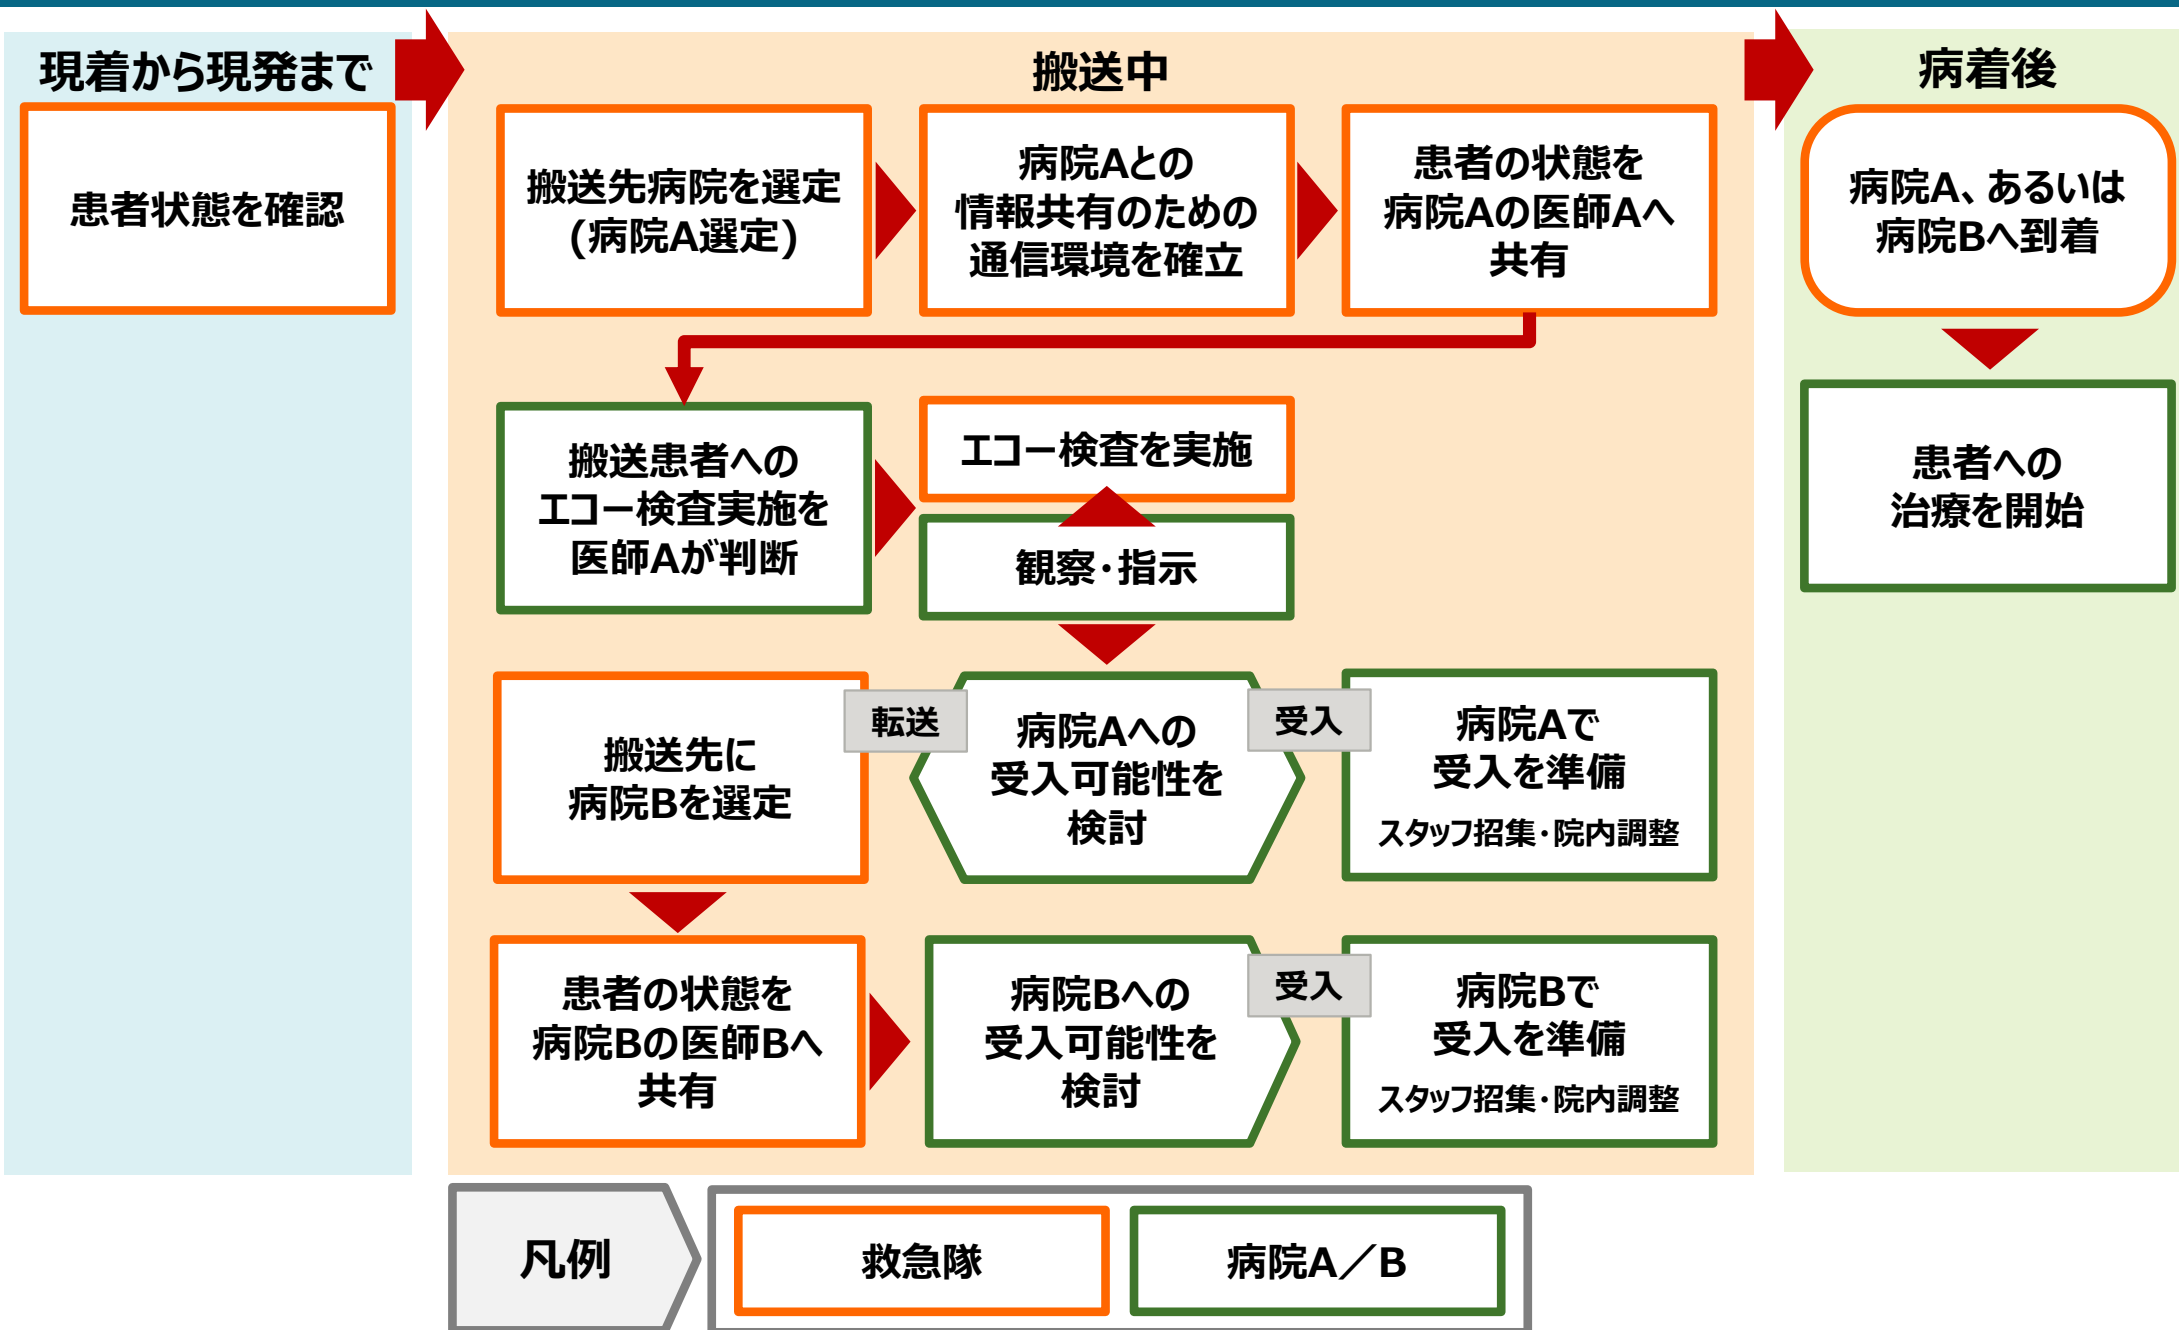 現着から現発まで
患者状態を確認
搬送中
搬送先病院を選定
(病院A選定)
病院Aとの
情報共有のための
通信環境を確立
患者の状態を
病院Aの医師Aへ
共有
搬送患者への
エコー検査実施を
医師Aが判断
エコー検査を実施
観察・指示
搬送先に
病院Bを選定
転送
病院Aへの
受入可能性を
検討
受入
病院Aで
受入を準備
スタッフ招集・院内調整
患者の状態を
病院Bの医師Bへ
共有
病院Bへの
受入可能性を
検討
受入
病院Bで
受入を準備
スタッフ招集・院内調整
病着後
病院A、あるいは
病院Bへ到着
患者への
治療を開始
凡例
救急隊
病院A／B